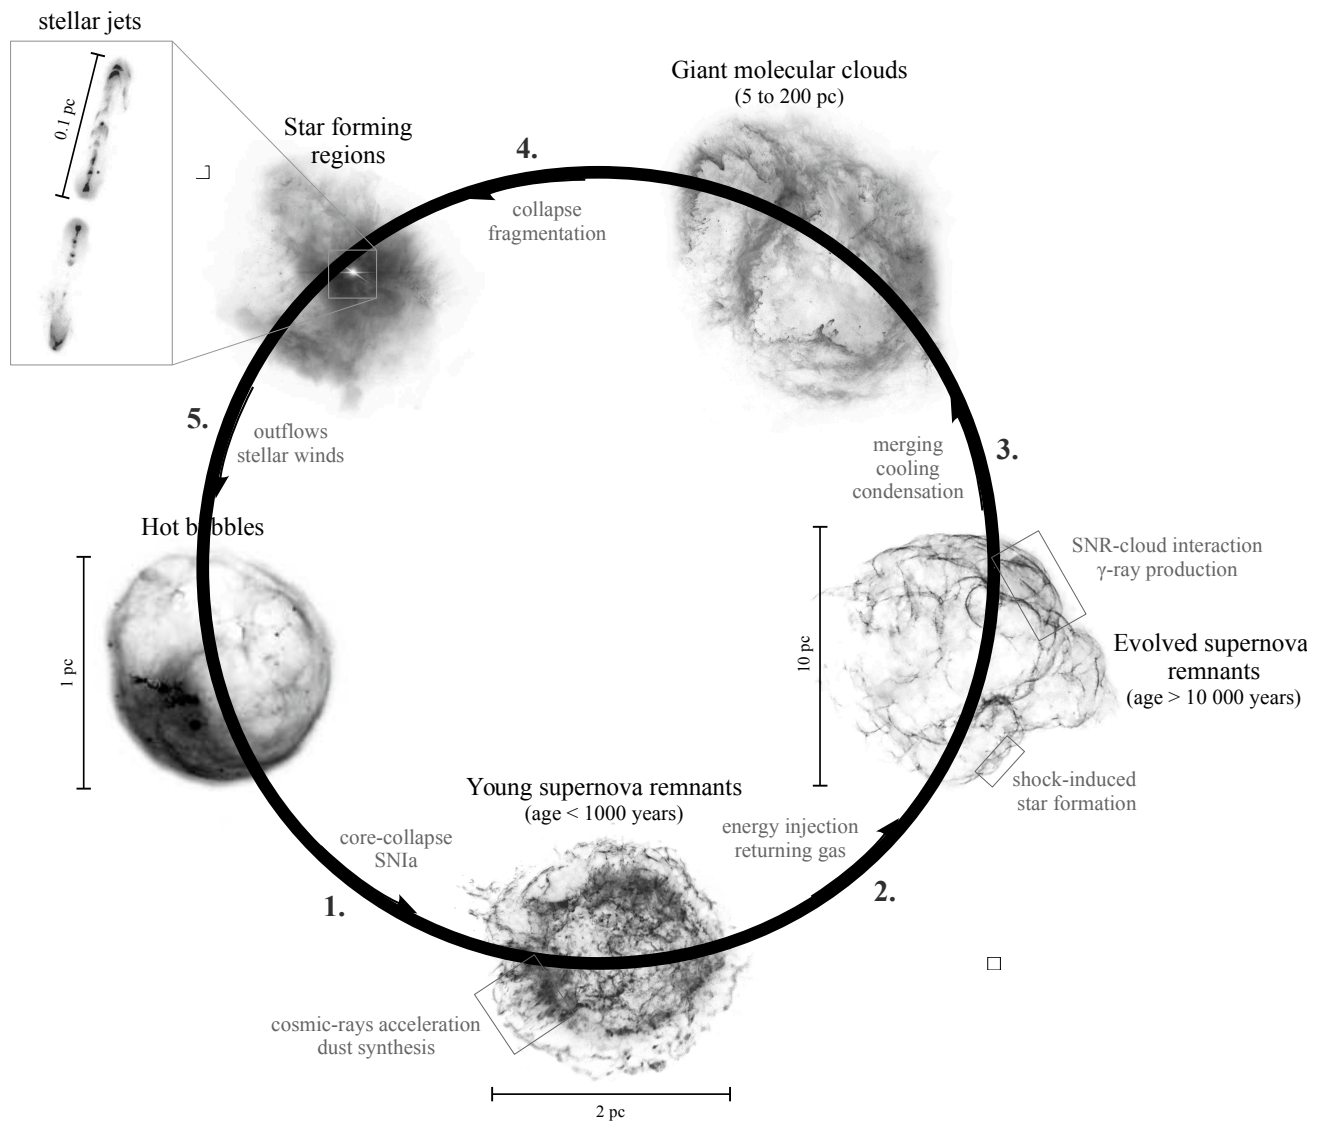 stellar jets
0.1 pc
Giant molecular clouds
(5 to 200 pc)
Star forming
regions
4.
collapse
fragmentation
5.
outflows
stellar winds
merging
cooling
condensation
3.
Hot bubbles
1 pc
SNR-cloud interaction
γ-ray production
10 pc
Evolved supernova
remnants
(age > 10 000 years)
shock-induced
star formation
Young supernova remnants
(age < 1000 years)
core-collapse
SNIa
1.
energy injection
returning gas
2.
cosmic-rays acceleration
dust synthesis
2 pc